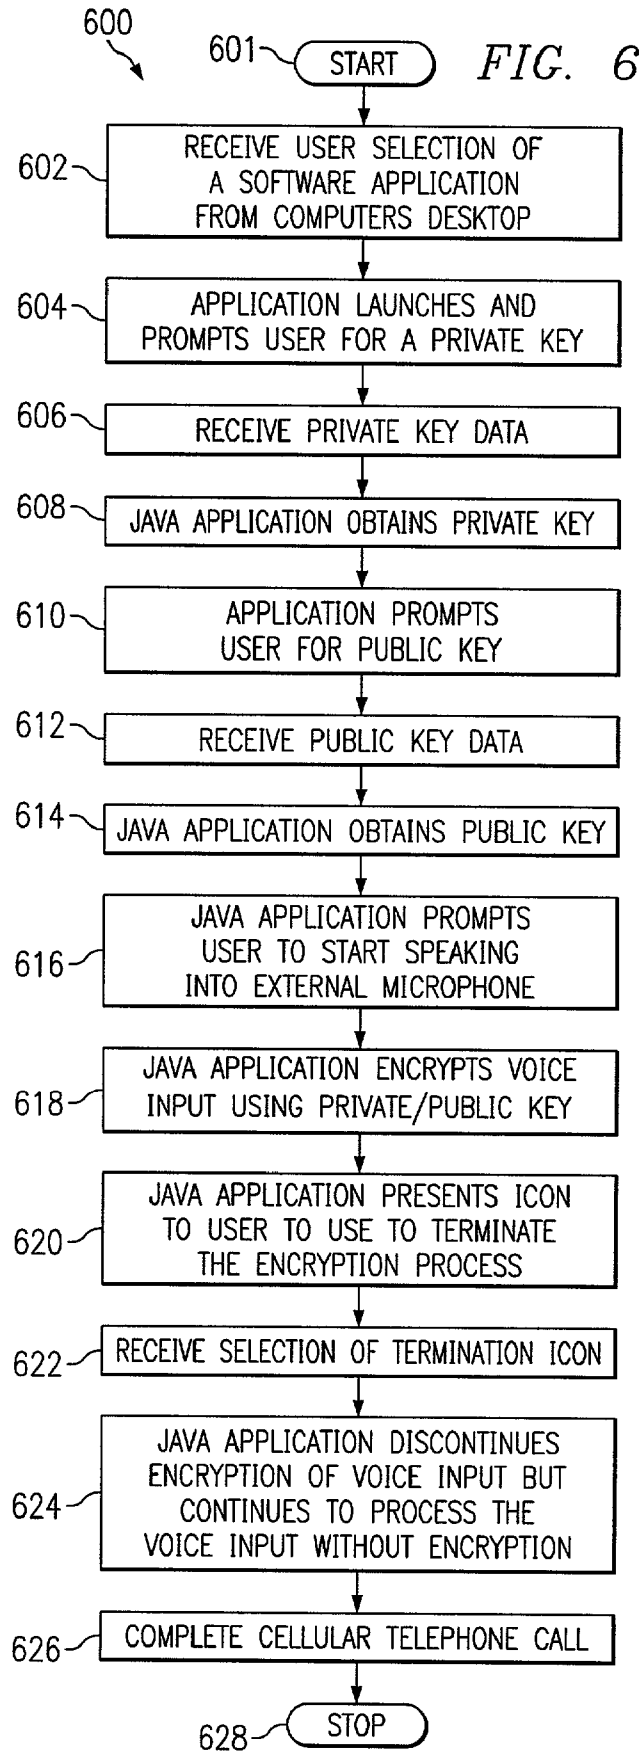 600
601
START
FIG. 6
602
RECEIVE USER SELECTION OF
A SOFTWARE APPLICATION
FROM COMPUTERS DESKTOP
604
APPLICATION LAUNCHES AND
PROMPTS USER FOR A PRIVATE KEY
606
RECEIVE PRIVATE KEY DATA
608
JAVA APPLICATION OBTAINS PRIVATE KEY
610
APPLICATION PROMPTS
USER FOR PUBLIC KEY
612
RECEIVE PUBLIC KEY DATA
614
JAVA APPLICATION OBTAINS PUBLIC KEY
616
JAVA APPLICATION PROMPTS
USER TO START SPEAKING
INTO EXTERNAL MICROPHONE
618
JAVA APPLICATION ENCRYPTS VOICE
INPUT USING PRIVATE/PUBLIC KEY
620
JAVA APPLICATION PRESENTS ICON
TO USER TO USE TO TERMINATE
THE ENCRYPTION PROCESS
622
RECEIVE SELECTION OF TERMINATION ICON
624
JAVA APPLICATION DISCONTINUES
ENCRYPTION OF VOICE INPUT BUT
CONTINUES TO PROCESS THE
VOICE INPUT WITHOUT ENCRYPTION
626
COMPLETE CELLULAR TELEPHONE CALL
628
STOP